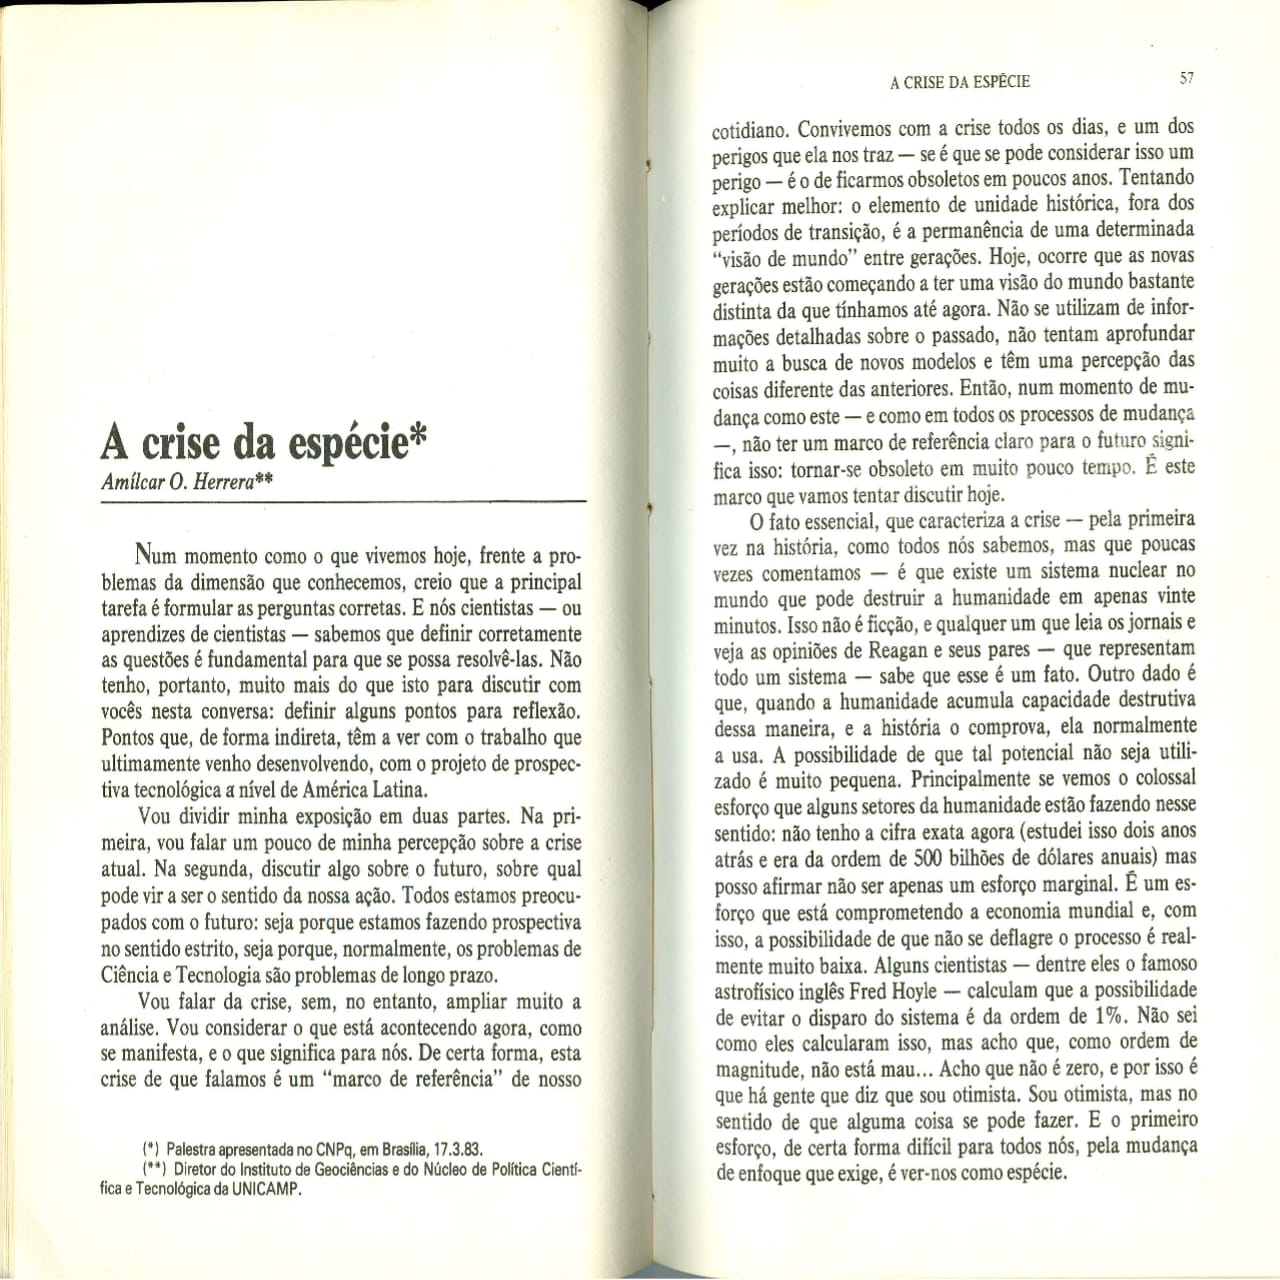 A crise da espécie*
Amílcar O. Herrera**
Num momento como o que vivemos hoje, frente a pro-
blemas da dimensão que conhecemos, creio que a principal
tarefa é formular as perguntas corretas. E nós cientistas — ou
aprendizes de cientistas — sabemos que definir corretamente
as questões é fundamental para que se possa resolvê-las. Não
tenho, portanto, muito mais do que isto para discutir com
vocês nesta conversa: definir alguns pontos para reflexão.
Pontos que, de forma indireta, têm a ver com o trabalho que
ultimamente venho desenvolvendo, com o projeto de prospec-
tiva tecnológica a nível de América Latina.
Vou dividir minha exposição em duas partes. Na pri-
meira, vou falar um pouco de minha percepção sobre a crise
atual. Na segunda, discutir algo sobre o futuro, sobre qual
pode vir a ser o sentido da nossa ação. Todos estamos preocu-
pados com o futuro: seja porque estamos fazendo prospectiva
no sentido estrito, seja porque, normalmente, os problemas de
Ciência e Tecnologia são problemas de longo prazo.
Vou falar da crise, sem, no entanto, ampliar muito a
análise. Vou considerar o que está acontecendo agora, como
se manifesta, e o que significa para nós. De certa forma, esta
crise de que falamos é um “marco de referência” de nosso
(*) Palestra apresentada no CNPq, em Brasília, 17.3.83.
(**) Diretor do Instituto de Geociências e do Núcleo de Política Cientí-
fica e Tecnológica da UNICAMP.
A CRISE DA ESPÉCIE 57
cotidiano. Convivemos com a crise todos os dias, e um dos
perigos que ela nos traz — se é que se pode considerar isso um
perigo — é o de ficarmos obsoletos em poucos anos. Tentando
explicar melhor: o elemento de unidade histórica, fora dos
períodos de transição, é a permanência de uma determinada
“visão de mundo” entre gerações. Hoje, ocorre que as novas
gerações estão começando a ter uma visão do mundo bastante
distinta da que tínhamos até agora. Não se utilizam de infor-
mações detalhadas sobre o passado, não tentam aprofundar
muito a busca de novos modelos e têm uma percepção das
coisas diferente das anteriores. Então, num momento de mu-
dança como este — e como em todos os processos de mudança
—, não ter um marco de referência claro para o futuro signi-
fica isso: tornar-se obsoleto em muito pouco tempo. É este
marco que vamos tentar discutir hoje.
O fato essencial, que caracteriza a crise — pela primeira
vez na história, como todos nós sabemos, mas que poucas
vezes comentamos — é que existe um sistema nuclear no
mundo que pode destruir a humanidade em apenas vinte
minutos. Isso não é ficção, e qualquer um que leia os jornais e
veja as opiniões de Reagan e seus pares — que representam
todo um sistema — sabe que esse é um fato. Outro dado é
que, quando a humanidade acumula capacidade destrutiva
dessa maneira, e a história o comprova, ela normalmente
a usa. A possibilidade de que tal potencial não seja utili-
zado é muito pequena. Principalmente se vemos o colossal
esforço que alguns setores da humanidade estão fazendo nesse
sentido: não tenho a cifra exata agora (estudei isso dois anos
atrás e era da ordem de 500 bilhões de dólares anuais) mas
posso afirmar não ser apenas um esforço marginal. É um es-
forço que está comprometendo a economia mundial e, com
isso, a possibilidade de que não se deflagre o processo é real-
mente muito baixa. Alguns cientistas — dentre eles o famoso
astrofísico inglês Fred Hoyle — calculam que a possibilidade
de evitar o disparo do sistema é da ordem de 1%. Não sei
como eles calcularam isso, mas acho que, como ordem de
magnitude, não está mau... Acho que não é zero, e por isso é
que há gente que diz que sou otimista. Sou otimista, mas no
sentido de que alguma coisa se pode fazer. E o primeiro
esforço, de certa forma difícil para todos nós, pela mudança
de enfoque que exige, é ver-nos como espécie.